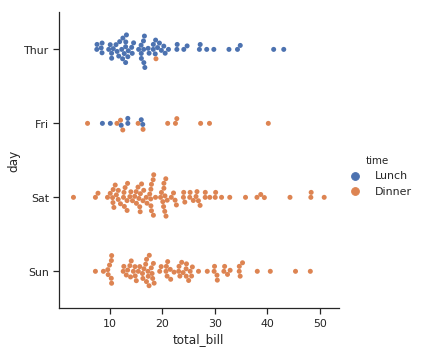 Thur
Fri
Sat
Sun
day
10 20 30 40 50
total_bill
time
Lunch
Dinner